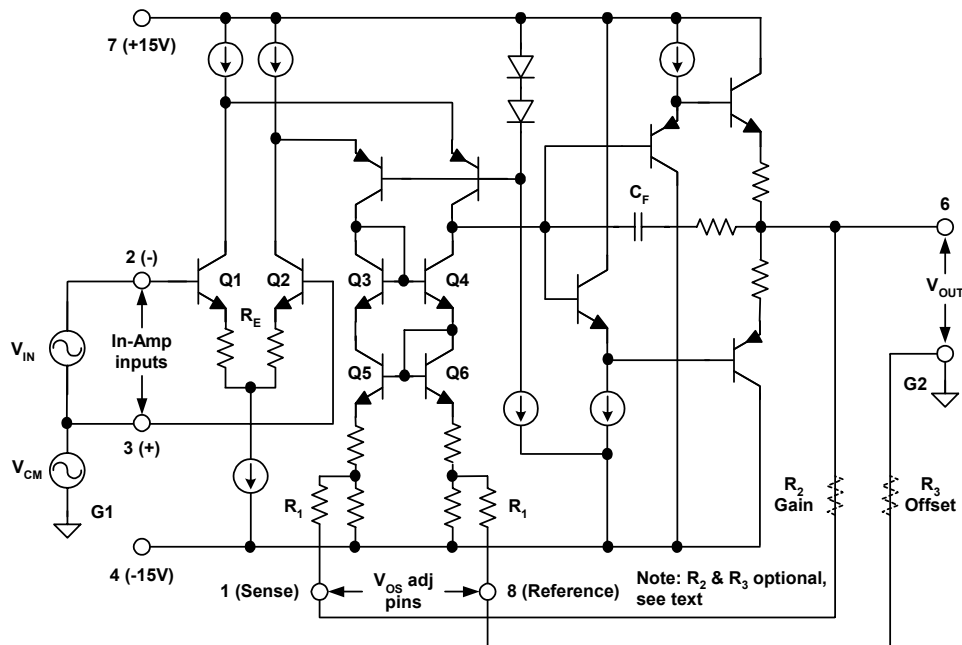 7 (+15V)
C_F
6
2 (-)
Q1
Q2
Q3
Q4
V_OUT
R_E
V_IN
In-Amp
inputs
Q5
Q6
G2
3 (+)
V_CM
R_1
R_1
R_2
Gain
R_3
Offset
G1
4 (-15V)
1 (Sense)
V_OS adj
pins
8 (Reference)
Note: R_2 & R_3 optional,
see text